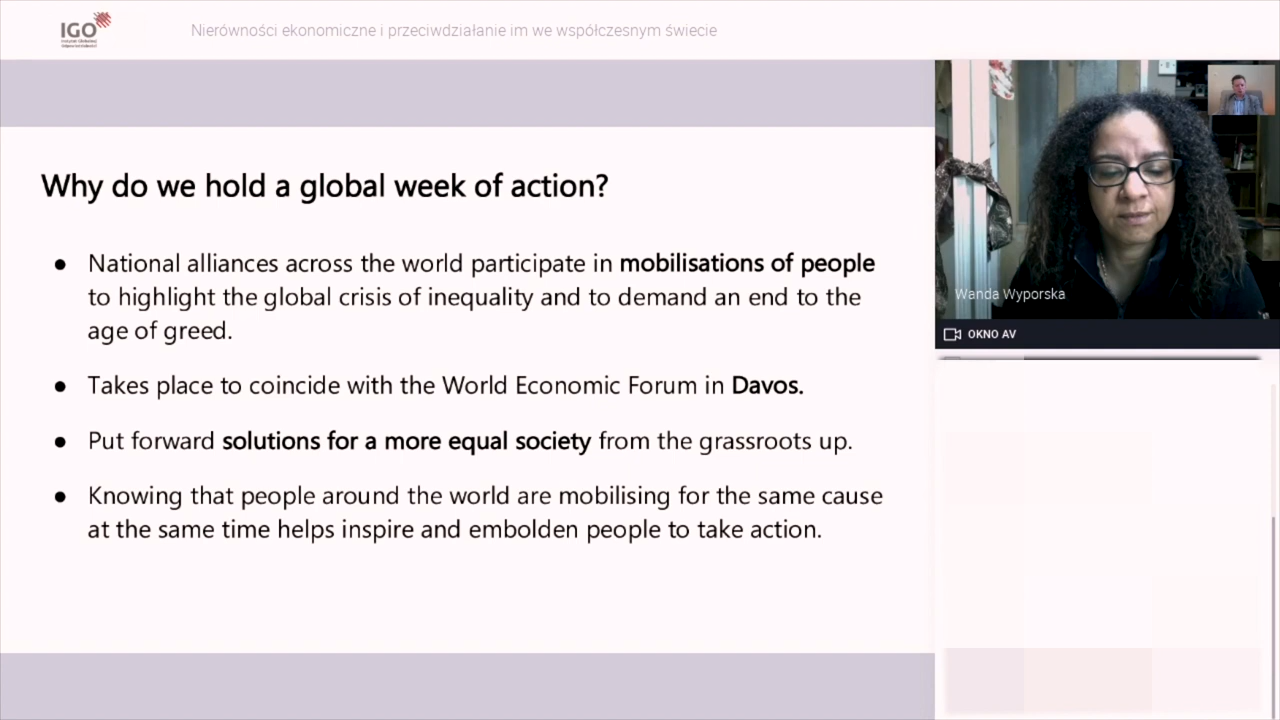 IGO
Nierówności ekonomiczne i przeciwdziałanie im we współczesnym świecie
Why do we hold a global week of action?
● National alliances across the world participate in mobilisations of people
to highlight the global crisis of inequality and to demand an end to the
age of greed.
● Takes place to coincide with the World Economic Forum in Davos.
● Put forward solutions for a more equal society from the grassroots up.
● Knowing that people around the world are mobilising for the same cause
at the same time helps inspire and embolden people to take action.
Wanda Wyporska
OKNO AV